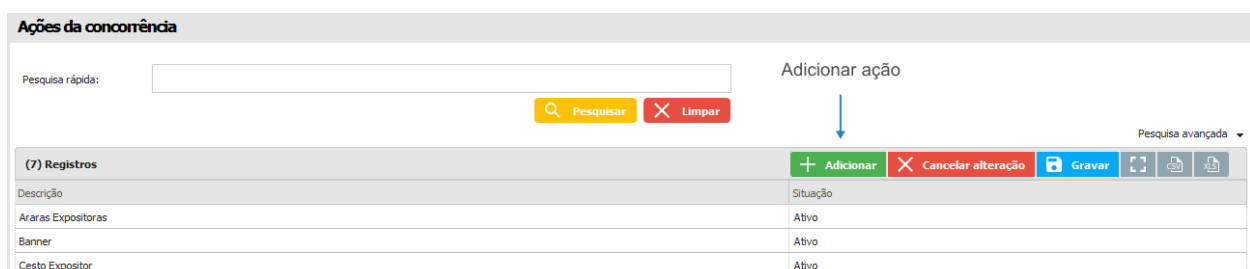 Ações da concorrência
Pesquisa rápida:
Adicionar ação
Pesquisar Limpar
Pesquisa avançada
(7) Registros Adicionar Cancelar alteração Gravar CSV XLS
Descrição Situação
Araras Expositoras Ativo
Banner Ativo
Cesto Expositor Ativo